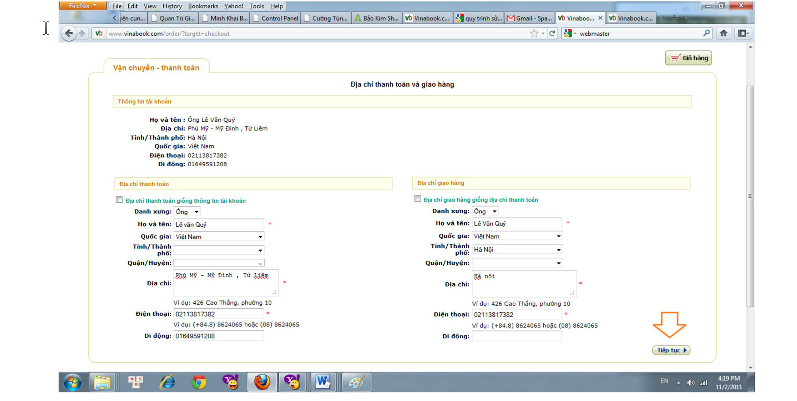 Firefox
File Edit View History Bookmarks Yahoo Tools Help
Quan Trị Gi... Minh Khai B... Control Panel Cường Tún... Bảo Kim Sh... Vinabook.c... quy trình sử... Gmail - Spa... Vinaboo... Vinabook.c...
www.vinabook.com/order/?target=checkout
webmaster
Giỏ hàng
Vận chuyển - thanh toán
Địa chỉ thanh toán và giao hàng
Thông tin tài khoản
Họ và tên : Ông Lê Văn Quý
Địa chỉ: Phú Mỹ - Mỹ Đình , Từ Liêm
Tỉnh/Thành phố: Hà Nội
Quốc gia: Việt Nam
Điện thoại: 02113817382
Di động: 01649591208
Địa chỉ thanh toán
Địa chỉ thanh toán giống thông tin tài khoản
Danh xưng: Ông
Họ và tên: Lê văn Quý *
Quốc gia: Việt Nam
Tỉnh/Thành phố:
Quận/Huyện:
Địa chỉ: Phú Mỹ - Mỹ Đình , Từ Liêm *
Ví dụ: 426 Cao Thắng, phường 10
Điện thoại: 02113817382 *
Ví dụ: (+84.8) 8624065 hoặc (08) 8624065
Di động: 01649591208
Địa chỉ giao hàng
Địa chỉ giao hàng giống địa chỉ thanh toán
Danh xưng: Ông
Họ và tên: Lê Văn Quý *
Quốc gia: Việt Nam
Tỉnh/Thành phố: Hà Nội
Quận/Huyện:
Địa chỉ: Hà nội *
Ví dụ: 426 Cao Thắng, phường 10
Điện thoại: 02113817382 *
Ví dụ: (+84.8) 8624065 hoặc (08) 8624065
Di động:
Tiếp tục
EN
4:19 PM
11/2/2011